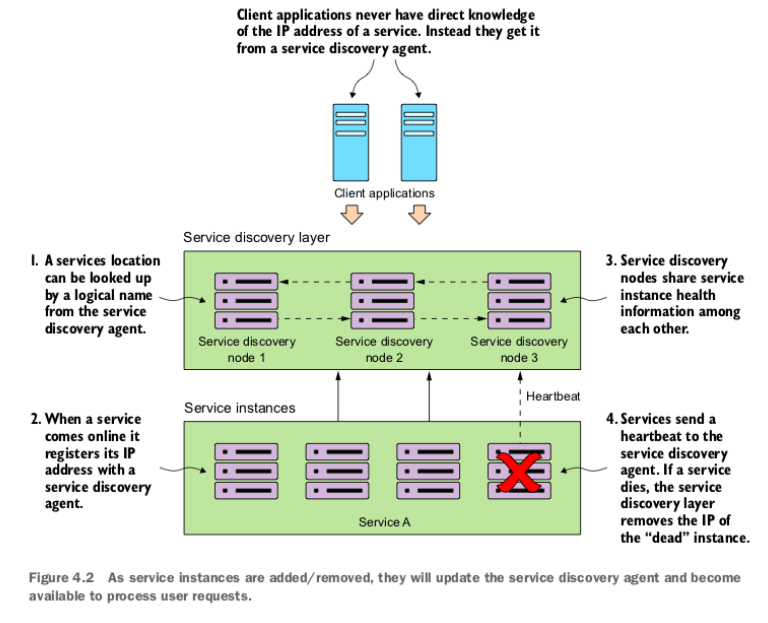 Client applications never have direct knowledge
of the IP address of a service. Instead they get it
from a service discovery agent.
Client applications
Service discovery layer
1. A services location
can be looked up
by a logical name
from the service
discovery agent.
Service discovery
node 1
Service discovery
node 2
Service discovery
node 3
3. Service discovery
nodes share service
instance health
information among
each other.
Heartbeat
Service instances
2. When a service
comes online it
registers its IP
address with a
service discovery
agent.
Service A
4. Services send a
heartbeat to the
service discovery
agent. If a service
dies, the service
discovery layer
removes the IP of
the “dead” instance.
Figure 4.2 As service instances are added/removed, they will update the service discovery agent and become
available to process user requests.